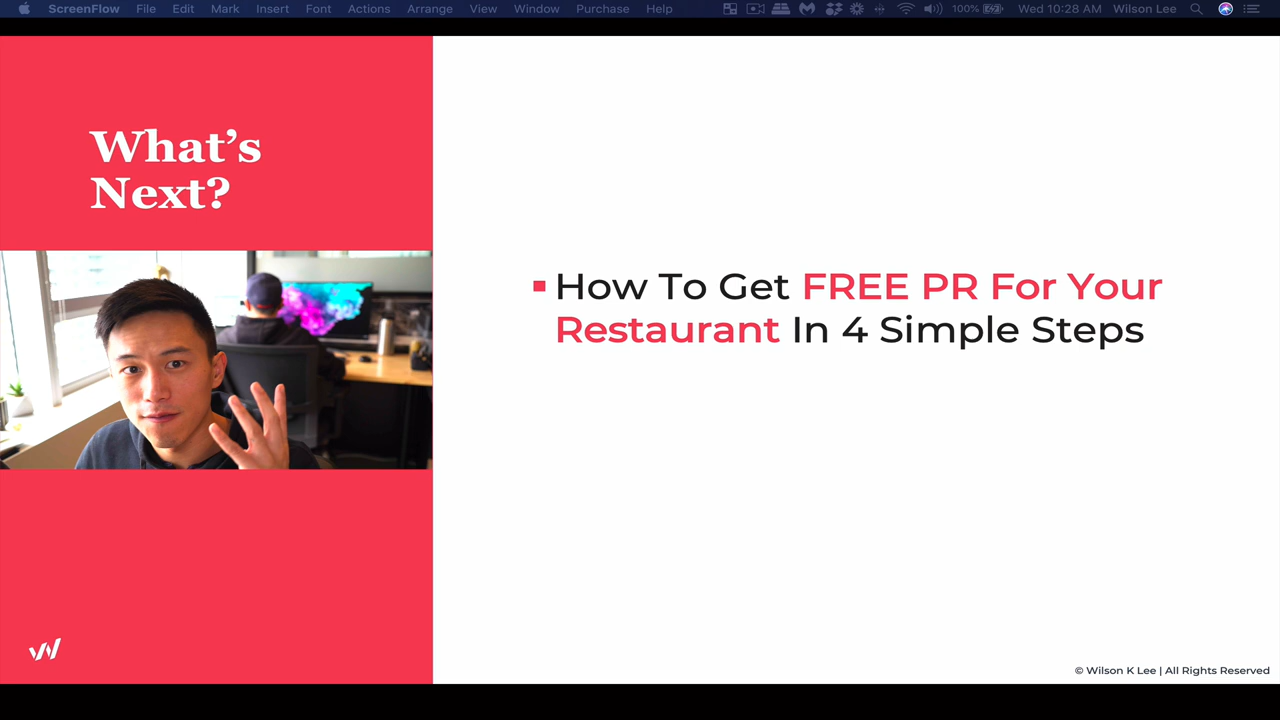 ScreenFlow File Edit Mark Insert Font Actions Arrange View Window Purchase Help 100% Wed 10:28 AM Wilson Lee
What's
Next?
How To Get FREE PR For Your
Restaurant In 4 Simple Steps
© Wilson K Lee | All Rights Reserved